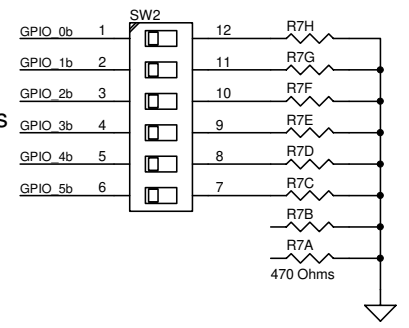 SW2
GPIO_0b 1 12 R7H
GPIO_1b 2 11 R7G
GPIO_2b 3 10 R7F
s GPIO_3b 4 9 R7E
GPIO_4b 5 8 R7D
GPIO_5b 6 7 R7C
R7B
R7A
470 Ohms